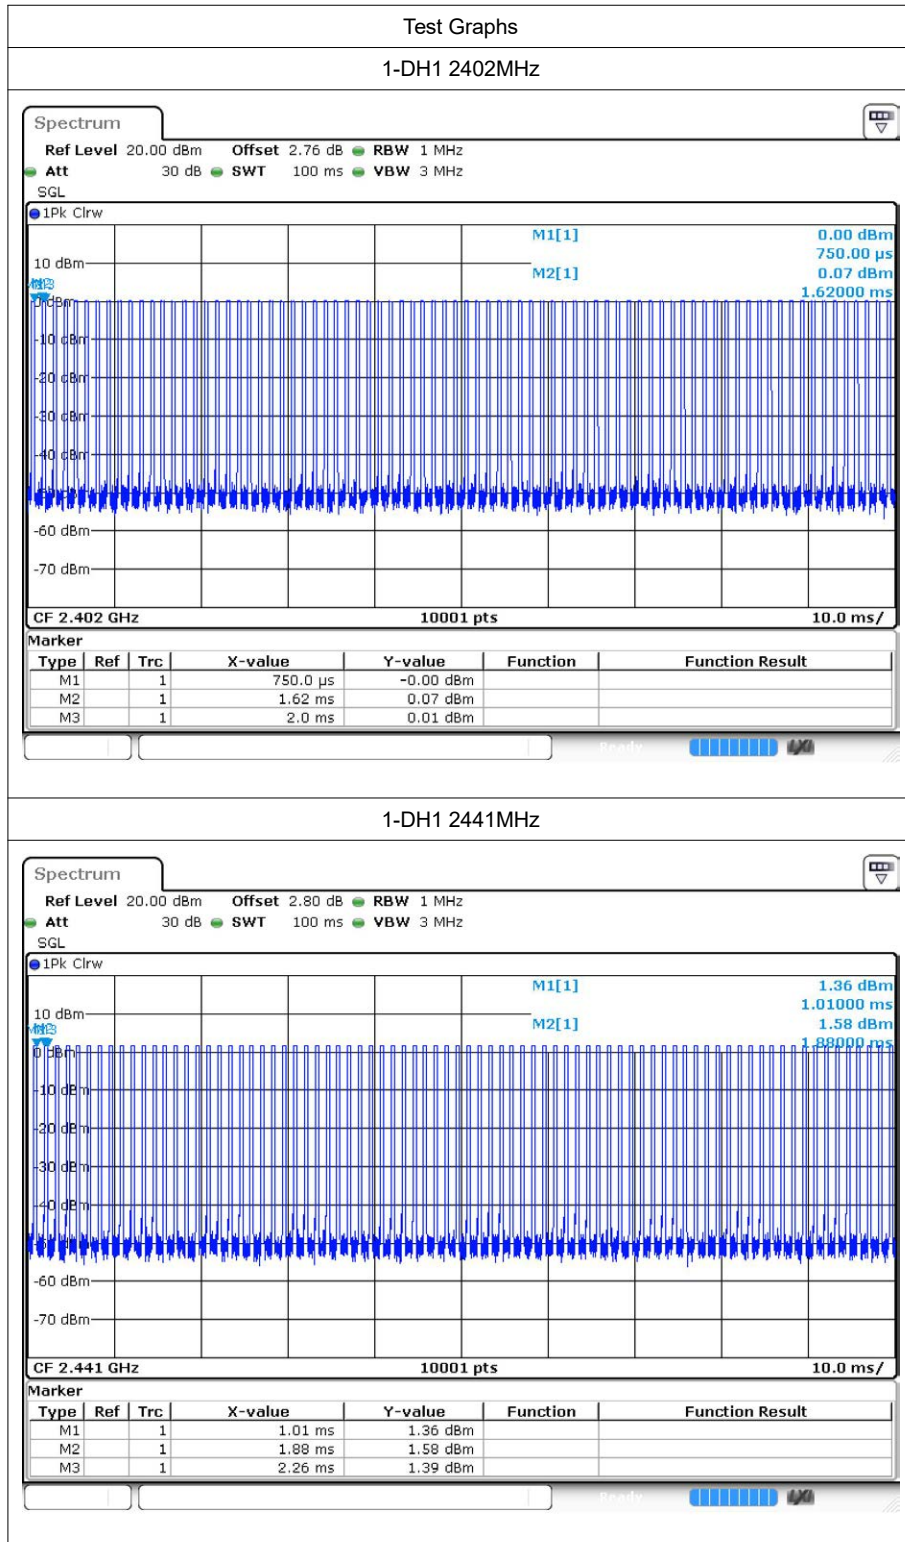 Test Graphs
1-DH1 2402MHz
Spectrum
Ref Level 20.00 dBm Offset 2.76 dB RBW 1 MHz
Att 30 dB SWT 100 ms VBW 3 MHz
SGL
1Pk Clrw
M1[1] 0.00 dBm
750.00 µs
10 dBm
M2[1] 0.07 dBm
1.62000 ms
0 dBm
-10 dBm
-20 dBm
-30 dBm
-40 dBm
-60 dBm
-70 dBm
CF 2.402 GHz 10001 pts 10.0 ms/
Marker
Type Ref Trc X-value Y-value Function Function Result
M1 1 750.0 µs -0.00 dBm
M2 1 1.62 ms 0.07 dBm
M3 1 2.0 ms 0.01 dBm
Ready LXI
1-DH1 2441MHz
Spectrum
Ref Level 20.00 dBm Offset 2.80 dB RBW 1 MHz
Att 30 dB SWT 100 ms VBW 3 MHz
SGL
1Pk Clrw
M1[1] 1.36 dBm
1.01000 ms
10 dBm
M2[1] 1.58 dBm
1.88000 ms
0 dBm
-10 dBm
-20 dBm
-30 dBm
-40 dBm
-60 dBm
-70 dBm
CF 2.441 GHz 10001 pts 10.0 ms/
Marker
Type Ref Trc X-value Y-value Function Function Result
M1 1 1.01 ms 1.36 dBm
M2 1 1.88 ms 1.58 dBm
M3 1 2.26 ms 1.39 dBm
Ready LXI